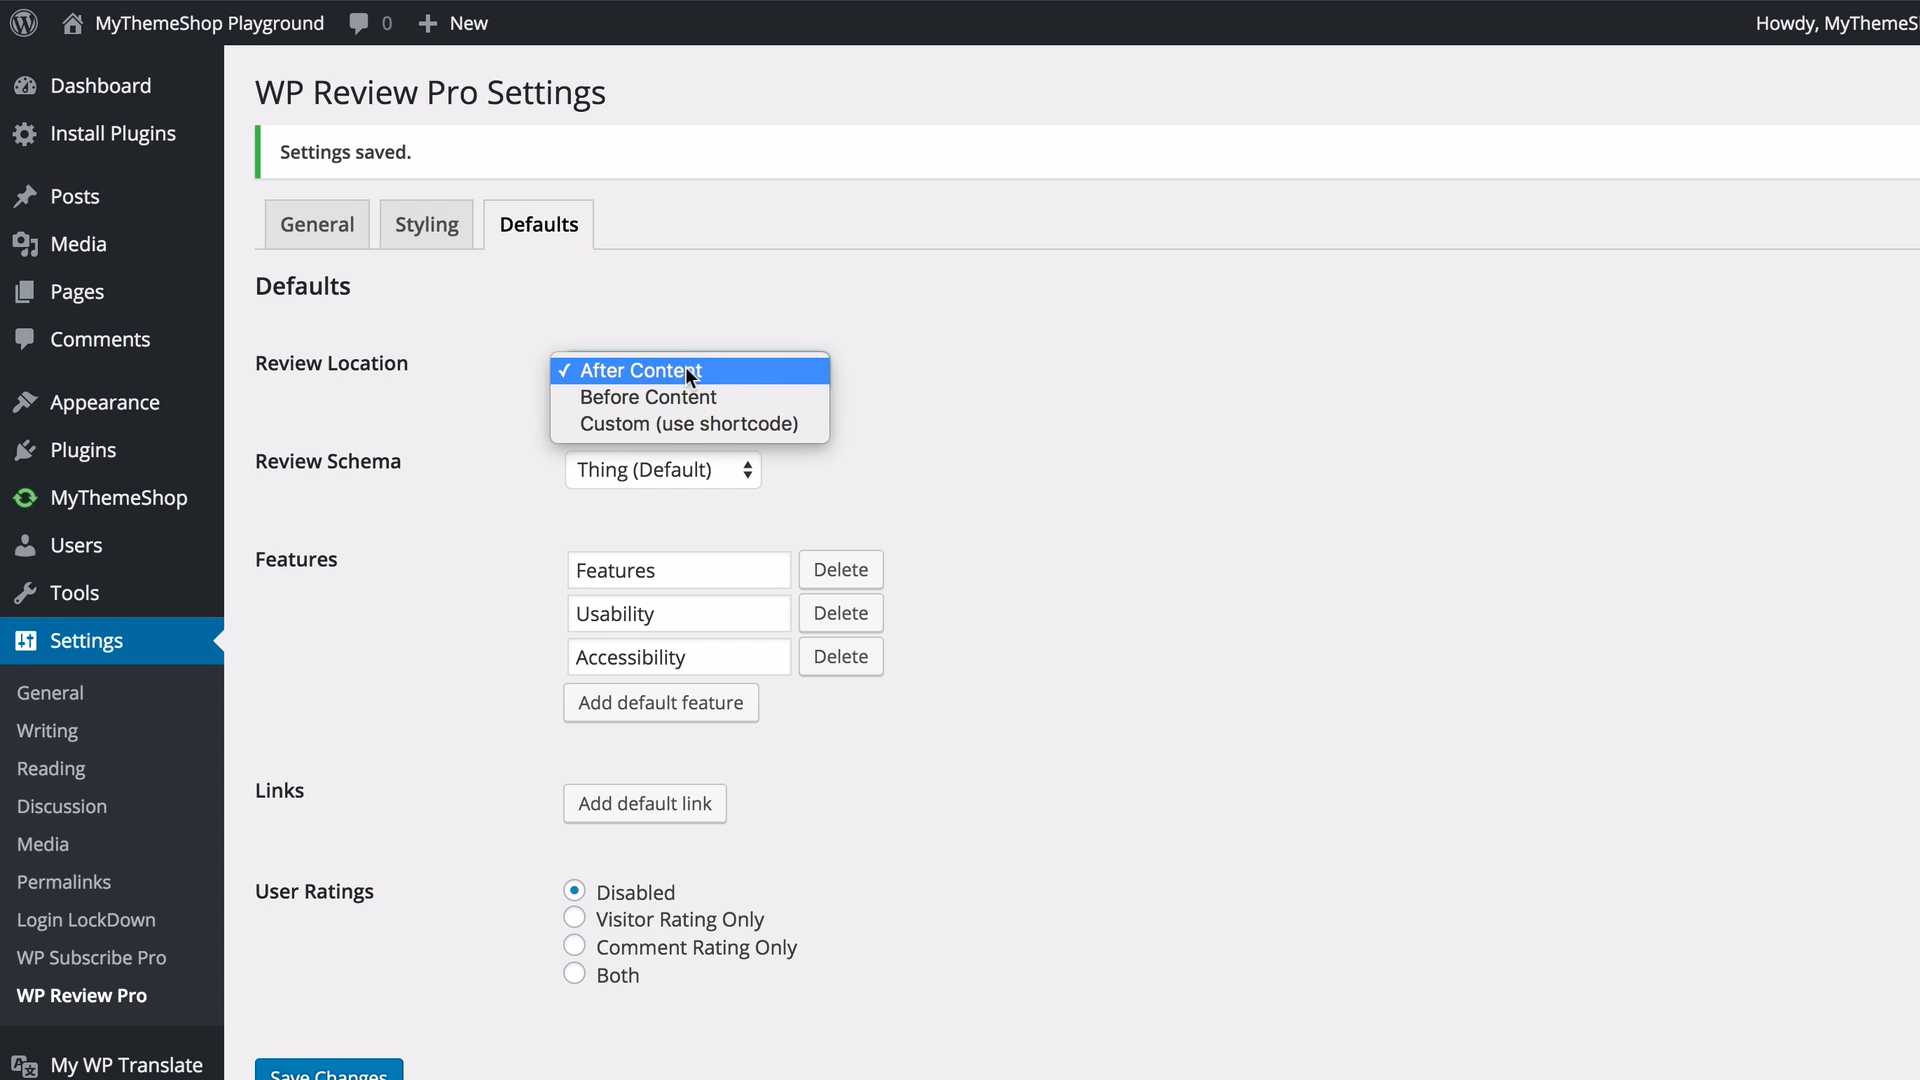 MyThemeShop Playground
0
New
Howdy, MyThemeS
Dashboard
Install Plugins
Posts
Media
Pages
Comments
Appearance
Plugins
MyThemeShop
Users
Tools
Settings
General
Writing
Reading
Discussion
Media
Permalinks
Login LockDown
WP Subscribe Pro
WP Review Pro
My WP Translate
WP Review Pro Settings
Settings saved.
General
Styling
Defaults
Defaults
Review Location
✓ After Content
Before Content
Custom (use shortcode)
Review Schema
Thing (Default)
Features
Features
Delete
Usability
Delete
Accessibility
Delete
Add default feature
Links
Add default link
User Ratings
Disabled
Visitor Rating Only
Comment Rating Only
Both
Save Changes